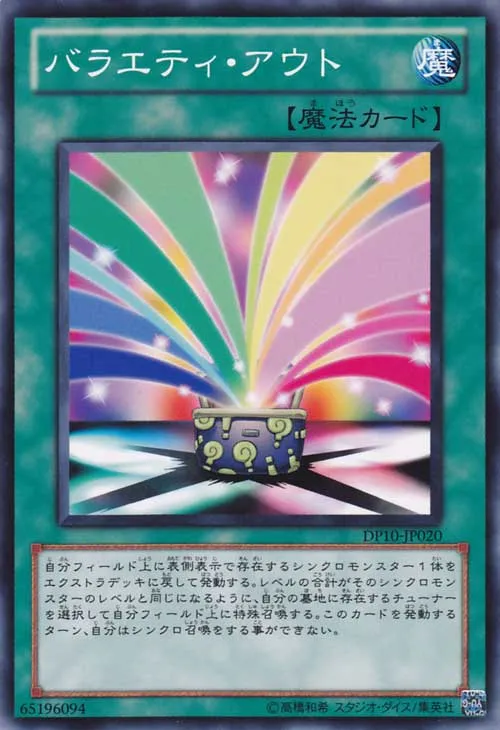 バラエティ・アウト
魔
【魔法カード】
DP10-JP020
自分フィールド上に表側表示で存在するシンクロモンスター1体を
エクストラデッキに戻して発動する。レベルの合計がそのシンクロモン
スターのレベルと同じになるように、自分の墓地に存在するチューナー
を選択して自分フィールド上に特殊召喚する。このカードを発動する
ターン、自分はシンクロ召喚をする事ができない。
65196094
©高橋和希 スタジオ・ダイス/集英社